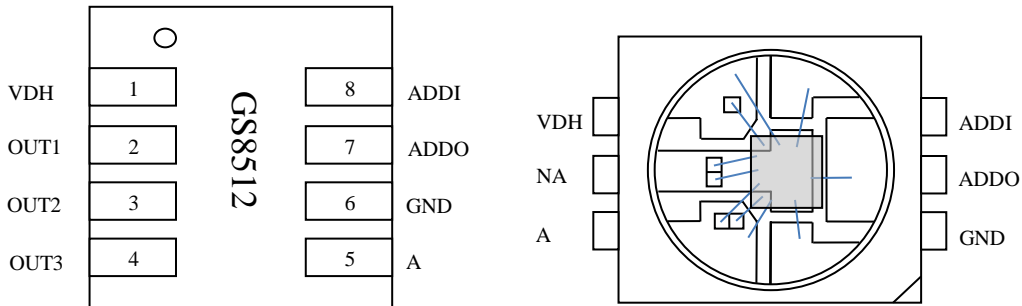 VDH
1
8
ADDI
OUT1
2
7
ADDO
OUT2
3
6
GND
OUT3
4
5
A
GS8512
VDH
ADDI
NA
ADDO
A
GND